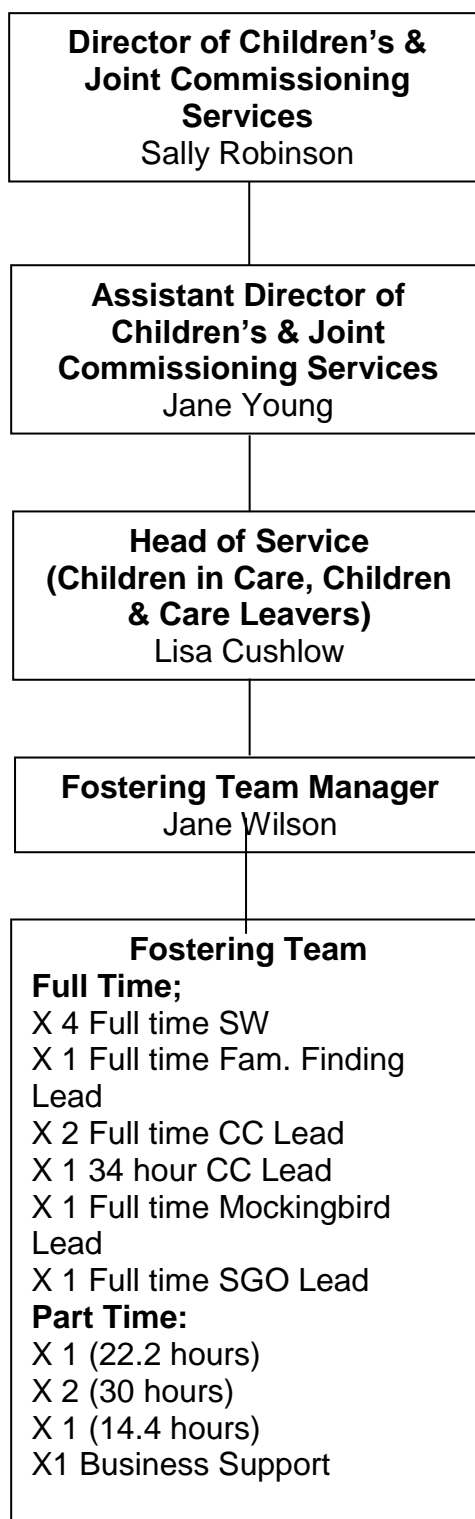 Director of Children’s &
Joint Commissioning
Services
Sally Robinson
Assistant Director of
Children’s & Joint
Commissioning Services
Jane Young
Head of Service
(Children in Care, Children
& Care Leavers)
Lisa Cushlow
Fostering Team Manager
Jane Wilson
Fostering Team
Full Time;
X 4 Full time SW
X 1 Full time Fam. Finding
Lead
X 2 Full time CC Lead
X 1 34 hour CC Lead
X 1 Full time Mockingbird
Lead
X 1 Full time SGO Lead
Part Time:
X 1 (22.2 hours)
X 2 (30 hours)
X 1 (14.4 hours)
X1 Business Support